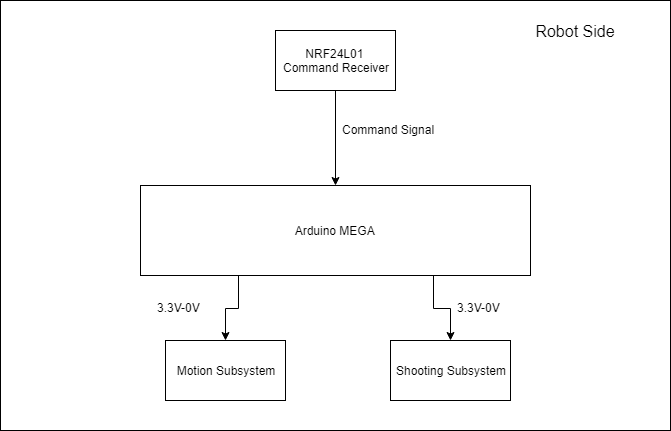 Robot Side
NRF24L01
Command Receiver
Command Signal
Arduino MEGA
3.3V-0V
3.3V-0V
Motion Subsystem
Shooting Subsystem